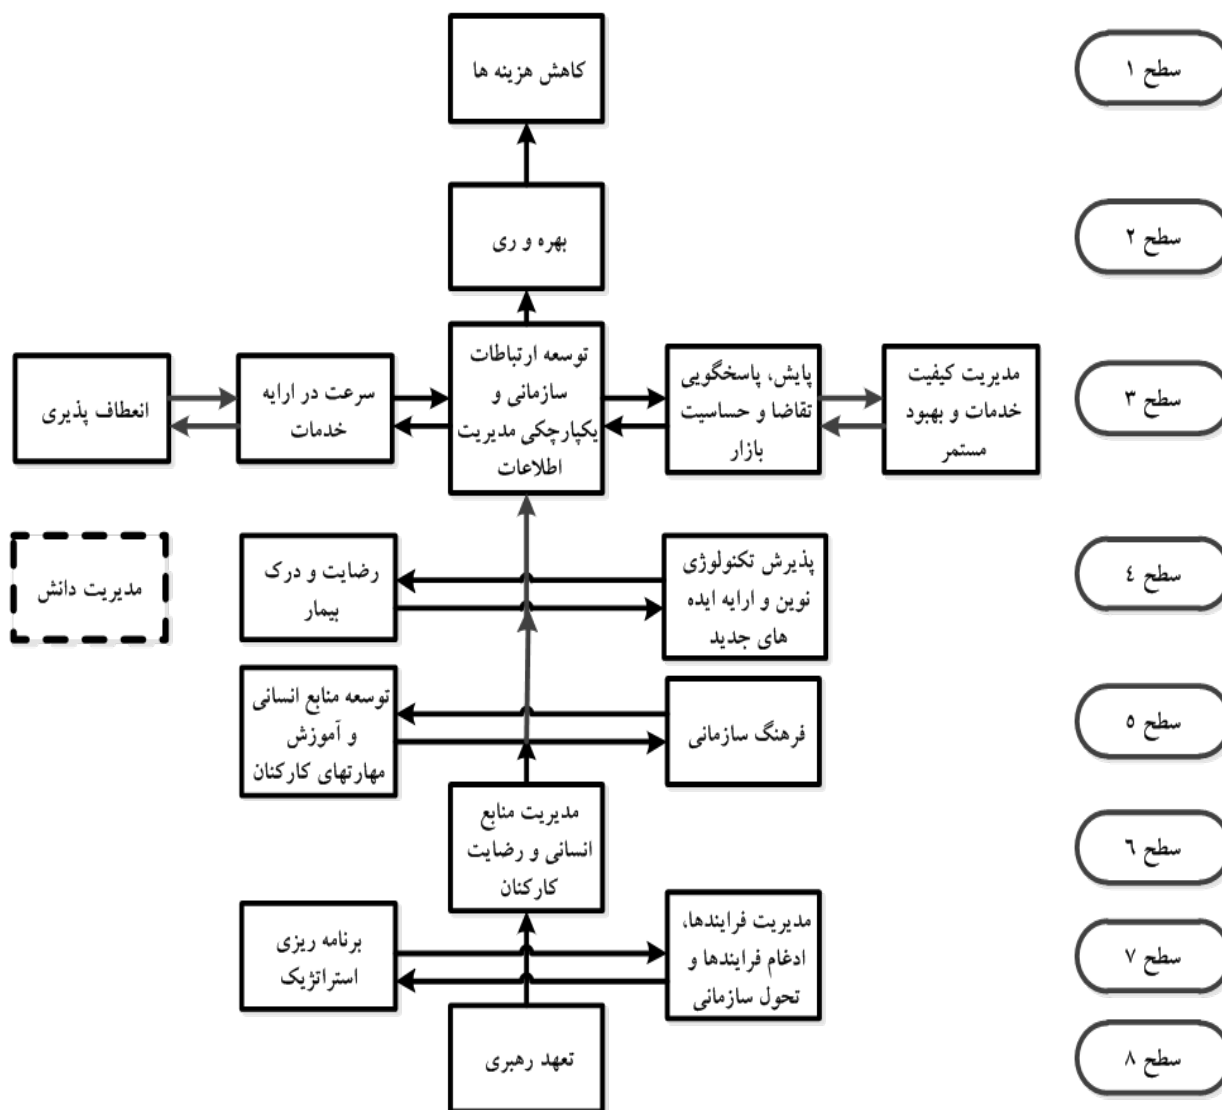 کاهش هزینه ها
سطح ۱
بهره و ری
سطح ۲
توسعه ارتباطات
سازمانی و
یکپارچکی مدیریت
اطلاعات
پایش، پاسخگویی
تقاضا و حساسیت
بازار
مدیریت کیفیت
خدمات و بهبود
مستمر
سرعت در ارایه
خدمات
انعطاف پذیری
سطح ۳
پذیرش تکنولوژی
نوین و ارایه ایده
های جدید
رضایت و درک
بیمار
مدیریت دانش
سطح ٤
فرهنگ سازمانی
توسعه منابع انسانی
و آموزش
مهارتهای کارکنان
سطح ٥
مدیریت منابع
انسانی و رضایت
کارکنان
سطح ٦
مدیریت فرایندها،
ادغام فرایندها و
تحول سازمانی
برنامه ریزی
استراتژیک
سطح ۷
تعهد رهبری
سطح ۸